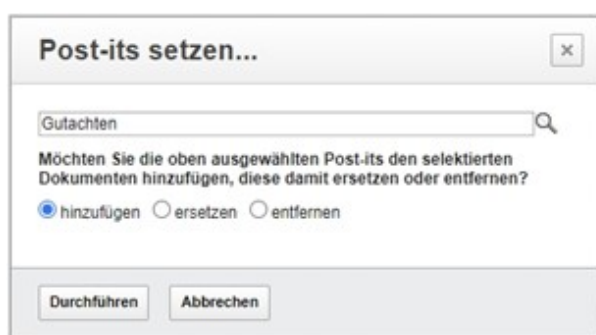 Post-its setzen...
Gutachten
Möchten Sie die oben ausgewählten Post-its den selektierten
Dokumenten hinzufügen, diese damit ersetzen oder entfernen?
hinzufügen ersetzen entfernen
Durchführen Abbrechen